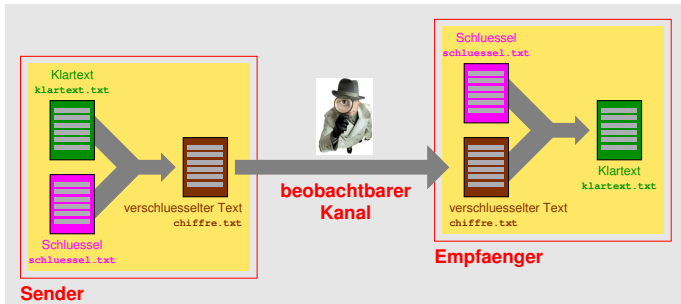 Klartext
klartext.txt
Schluessel
schluessel.txt
verschluesselter Text
chiffre.txt
Sender
beobachtbarer
Kanal
Schluessel
schluessel.txt
verschluesselter Text
chiffre.txt
Klartext
klartext.txt
Empfaenger